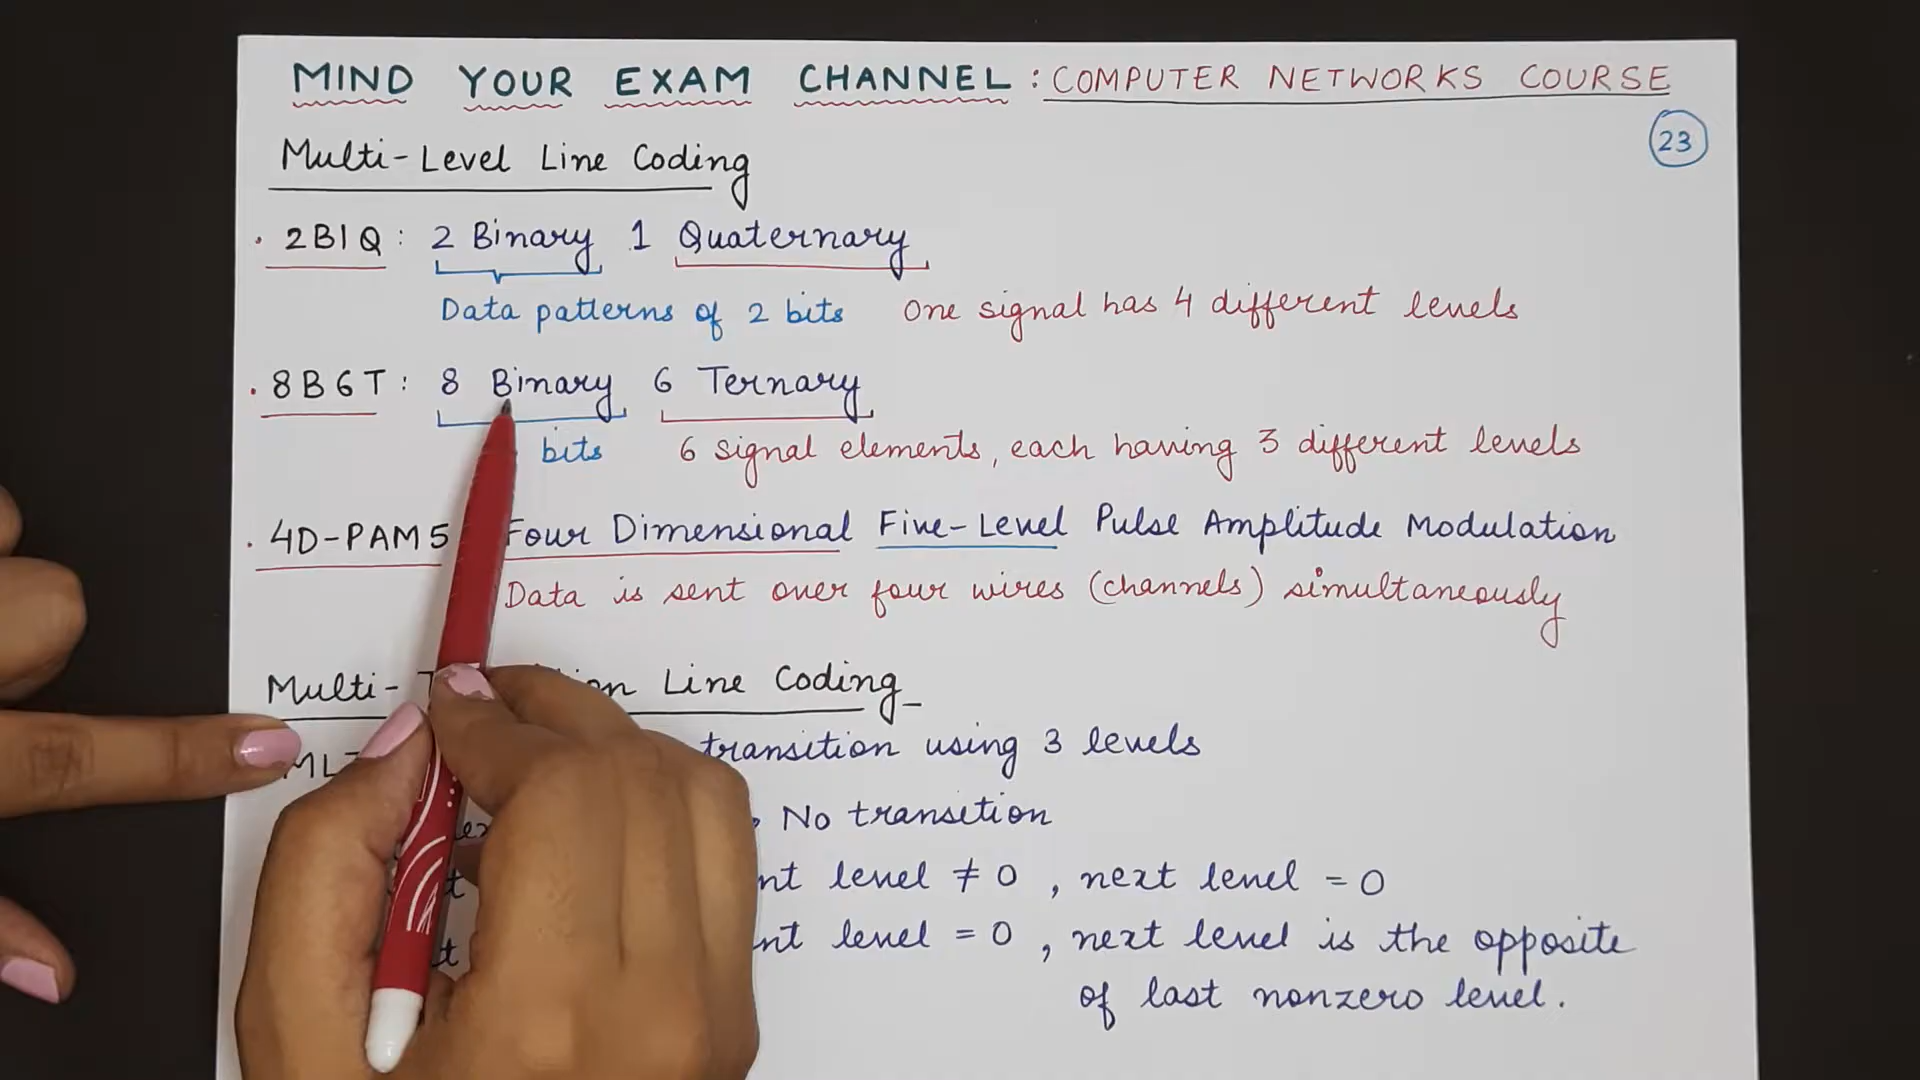 MIND YOUR EXAM CHANNEL : COMPUTER NETWORKS COURSE
23
Multi-Level Line Coding
. 2B1Q : 2 Binary 1 Quaternary
Data patterns of 2 bits One signal has 4 different levels
. 8B6T : 8 Binary 6 Ternary
bits 6 signal elements, each having 3 different levels
. 4D-PAM5 Four Dimensional Five-Level Pulse Amplitude Modulation
Data is sent over four wires (channels) simultaneously
Multi- Line Coding
transition using 3 levels
No transition
level ≠ 0 , next level = 0
level = 0 , next level is the opposite
of last nonzero level.